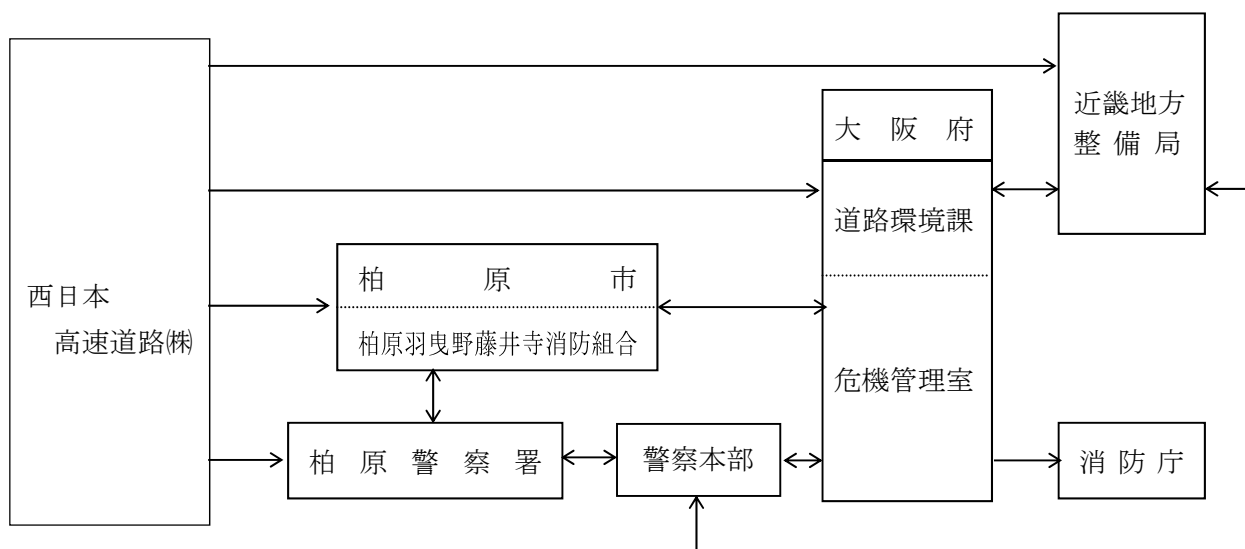 西日本
高速道路㈱
柏原市
柏原羽曳野藤井寺消防組合
柏原警察署
警察本部
大阪府
道路環境課
危機管理室
近畿地方
整備局
消防庁